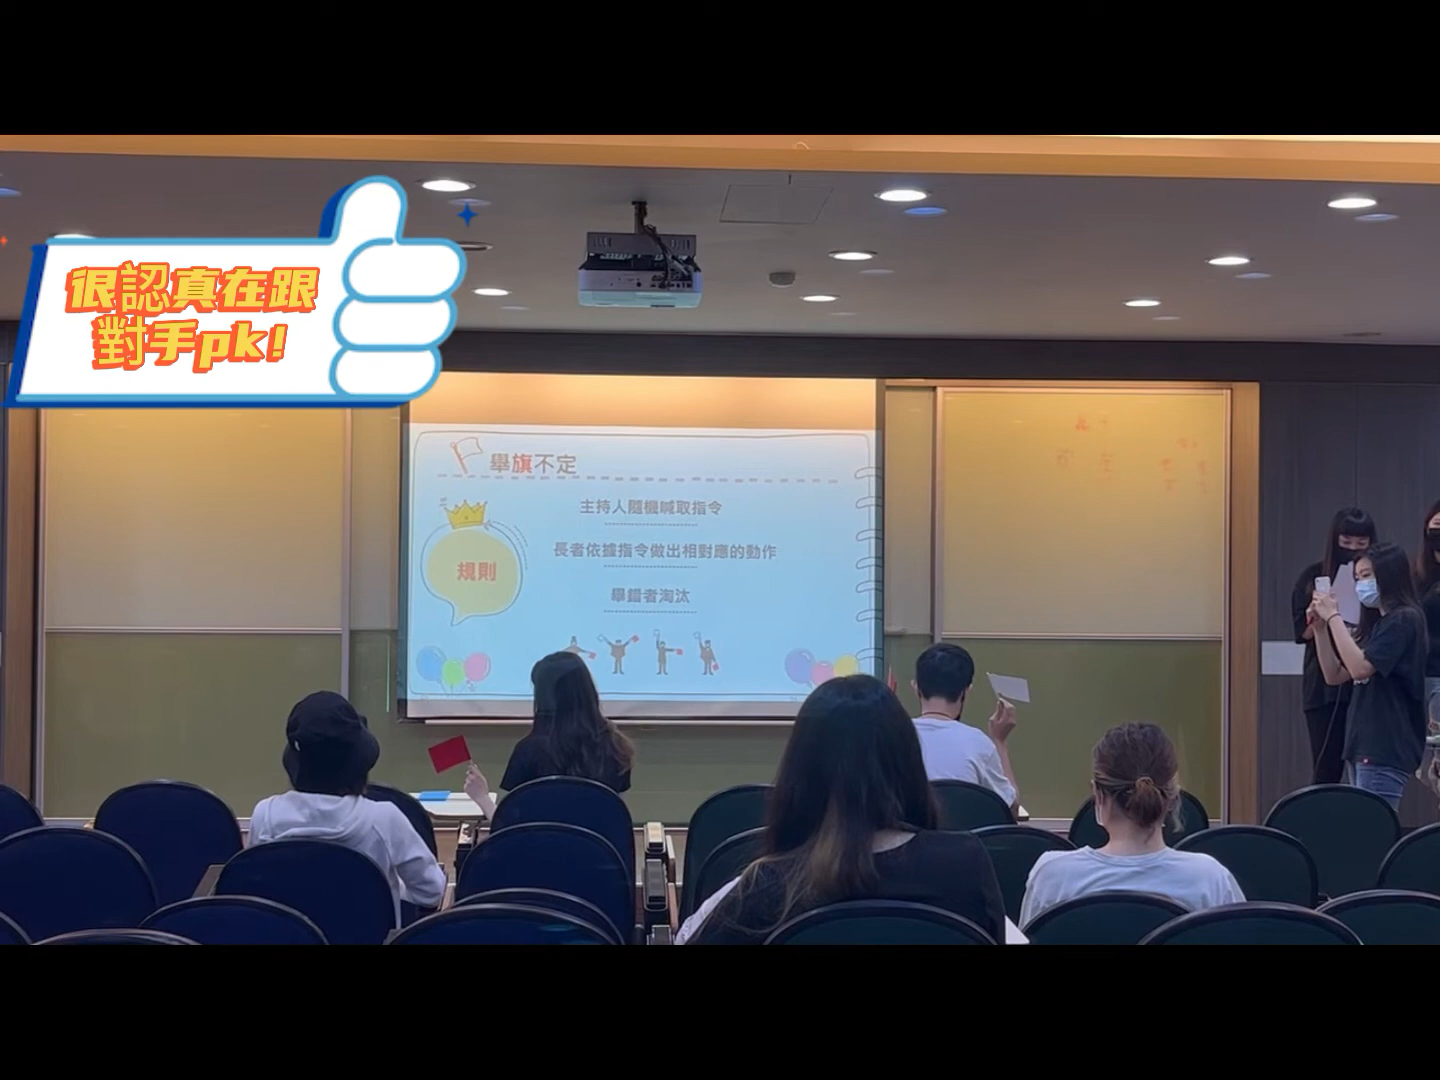 很認真在跟
對手pk!
舉旗不定
規則
主持人隨機喊取指令
長者依據指令做出相對應的動作
舉錯者淘汰